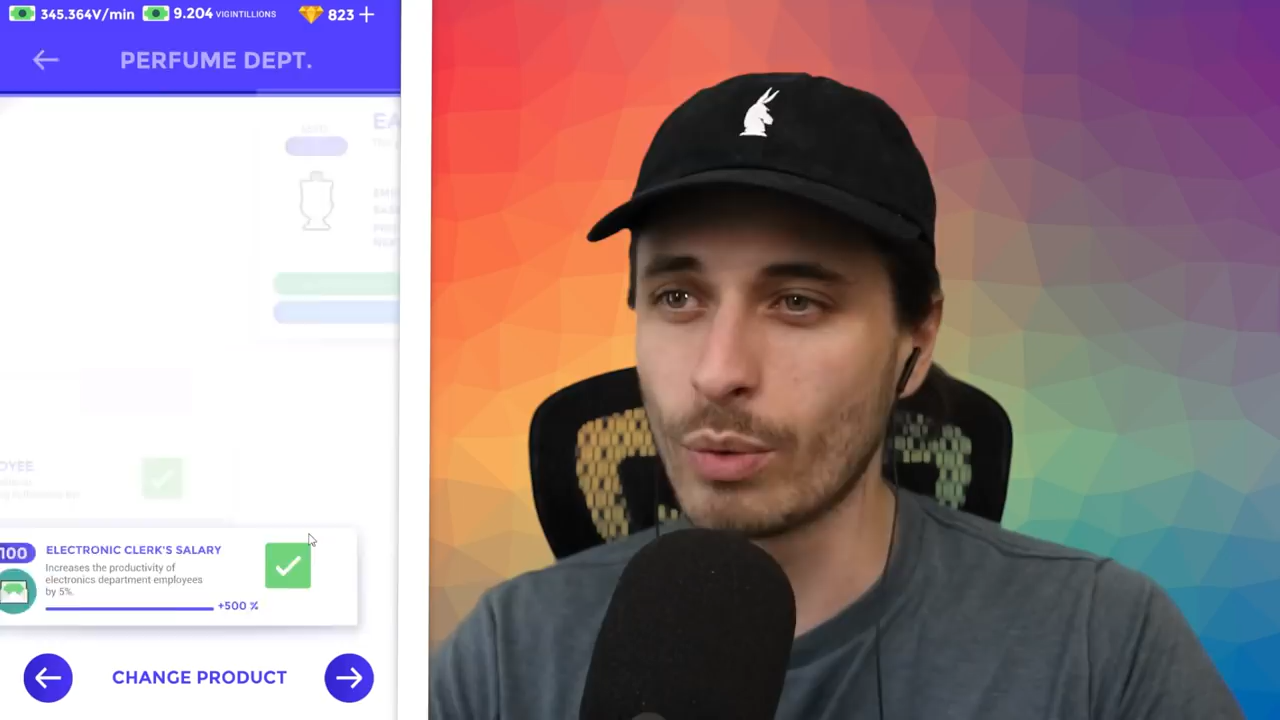 345.364V/min 9.204 VIGINTILLIONS 823
PERFUME DEPT.
100 ELECTRONIC CLERK'S SALARY
Increases the productivity of
electronics department employees
by 5%.
+500 %
CHANGE PRODUCT